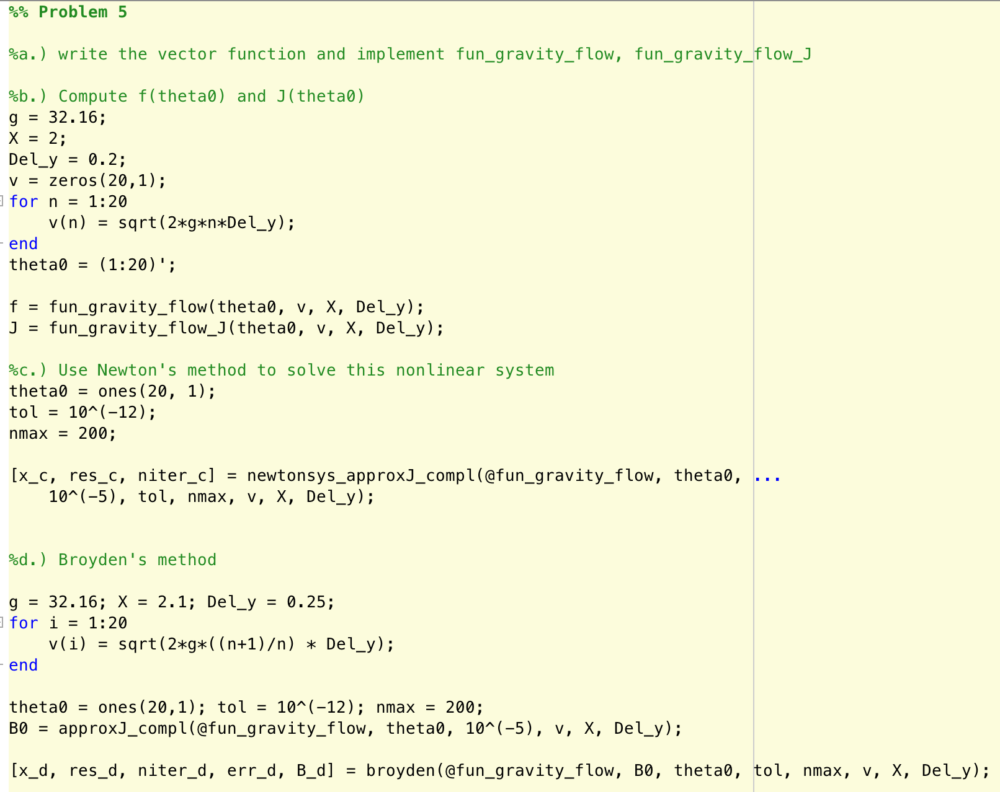 %% Problem 5
%a.) write the vector function and implement fun_gravity_flow, fun_gravity_flow_J
%b.) Compute f(theta0) and J(theta0)
g = 32.16;
X = 2;
Del_y = 0.2;
v = zeros(20,1);
for n = 1:20
    v(n) = sqrt(2*g*n*Del_y);
end
theta0 = (1:20)';
f = fun_gravity_flow(theta0, v, X, Del_y);
J = fun_gravity_flow_J(theta0, v, X, Del_y);
%c.) Use Newton's method to solve this nonlinear system
theta0 = ones(20, 1);
tol = 10^(-12);
nmax = 200;
[x_c, res_c, niter_c] = newtonsys_approxJ_compl(@fun_gravity_flow, theta0, ...
    10^(-5), tol, nmax, v, X, Del_y);
%d.) Broyden's method
g = 32.16; X = 2.1; Del_y = 0.25;
for i = 1:20
    v(i) = sqrt(2*g*((n+1)/n) * Del_y);
end
theta0 = ones(20,1); tol = 10^(-12); nmax = 200;
B0 = approxJ_compl(@fun_gravity_flow, theta0, 10^(-5), v, X, Del_y);
[x_d, res_d, niter_d, err_d, B_d] = broyden(@fun_gravity_flow, B0, theta0, tol, nmax, v, X, Del_y);